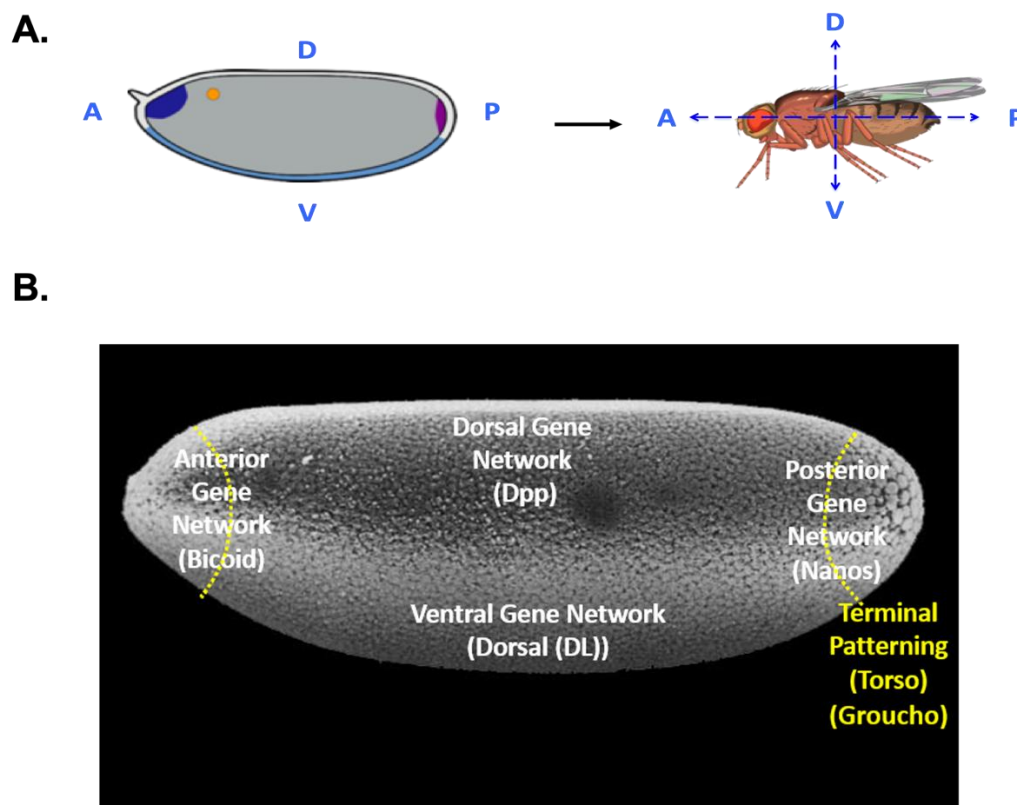 A.
D
A
P
V
D
A
P
V
B.
Anterior
Gene
Network
(Bicoid)
Dorsal Gene
Network
(Dpp)
Posterior
Gene
Network
(Nanos)
Ventral Gene Network
(Dorsal (DL))
Terminal
Patterning
(Torso)
(Groucho)